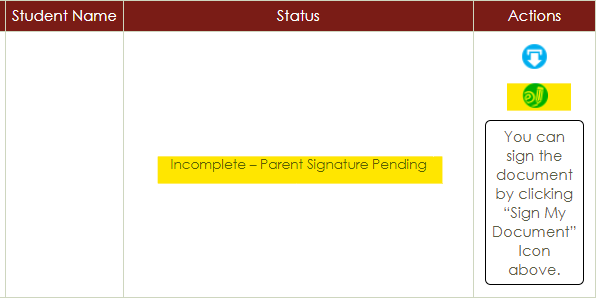 Student Name
Status
Actions
Incomplete – Parent Signature Pending
You can
sign the
document
by clicking
“Sign My
Document”
Icon
above.